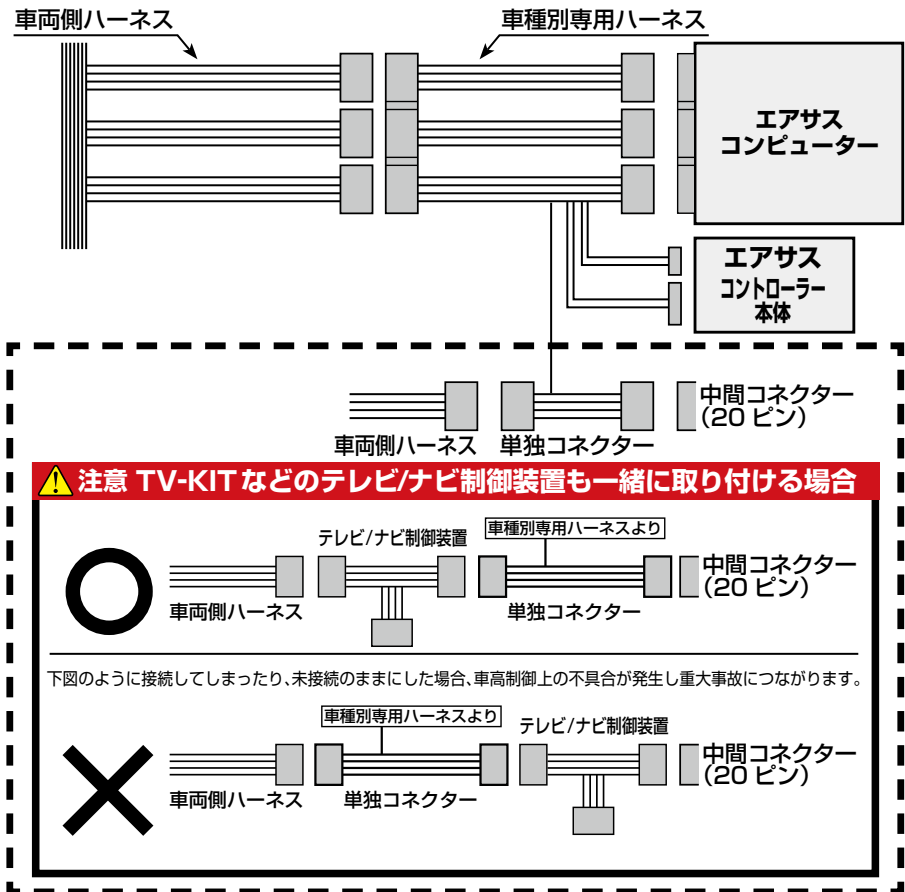 車両側ハーネス
車種別専用ハーネス
エアサス
コンピューター
エアサス
コントローラー
本体
中間コネクター
(20 ピン)
車両側ハーネス
単独コネクター
注意 TV-KITなどのテレビ/ナビ制御装置も一緒に取り付ける場合
テレビ/ナビ制御装置
車種別専用ハーネスより
中間コネクター
(20 ピン)
車両側ハーネス
単独コネクター
下図のように接続してしまったり、未接続のままにした場合、車高制御上の不具合が発生し重大事故につながります。
車種別専用ハーネスより
テレビ/ナビ制御装置
中間コネクター
(20 ピン)
車両側ハーネス
単独コネクター